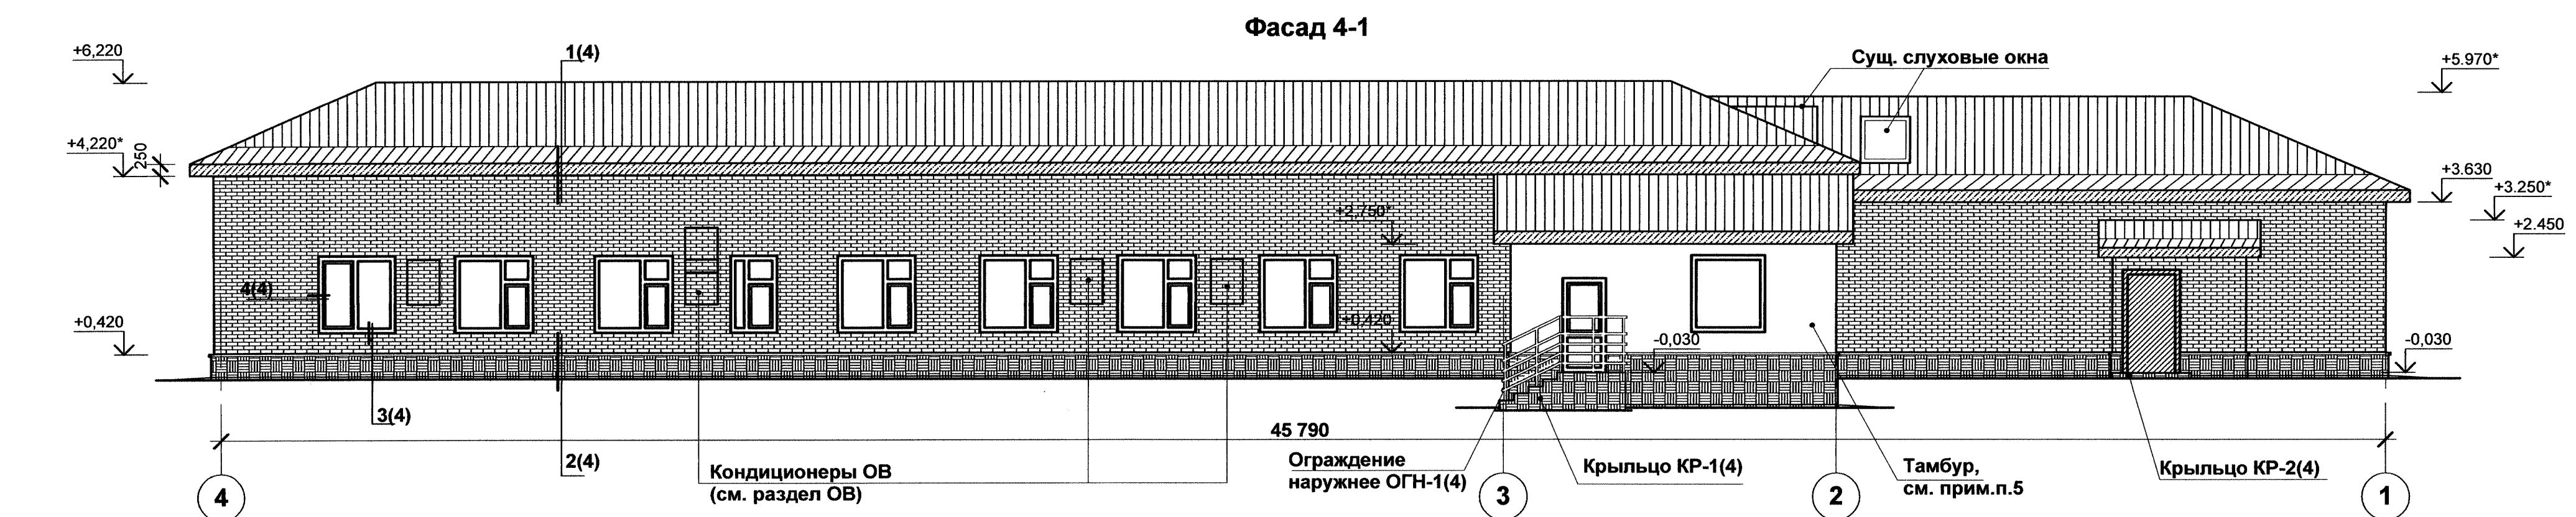 Фасад 4-1
+6,220
1(4)
Сущ. слуховые окна
+5.970*
+4,220*
250
+3.630
+3.250*
+2,750*
+2.450
4(4)
+0,420
+0,420
-0,030
-0,030
3(4)
45 790
2(4)
Кондиционеры ОВ
(см. раздел ОВ)
Ограждение
наружнее ОГН-1(4)
Крыльцо КР-1(4)
Тамбур,
см. прим.п.5
Крыльцо КР-2(4)
4
3
2
1